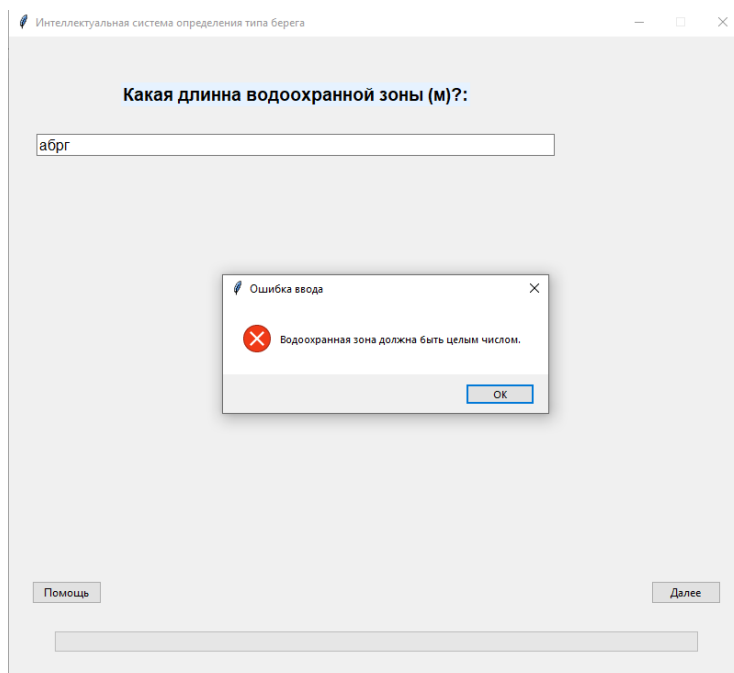 Интеллектуальная система определения типа берега
Какая длинна водоохранной зоны (м)?:
абрг
Ошибка ввода
Водоохранная зона должна быть целым числом.
ОК
Помощь
Далее